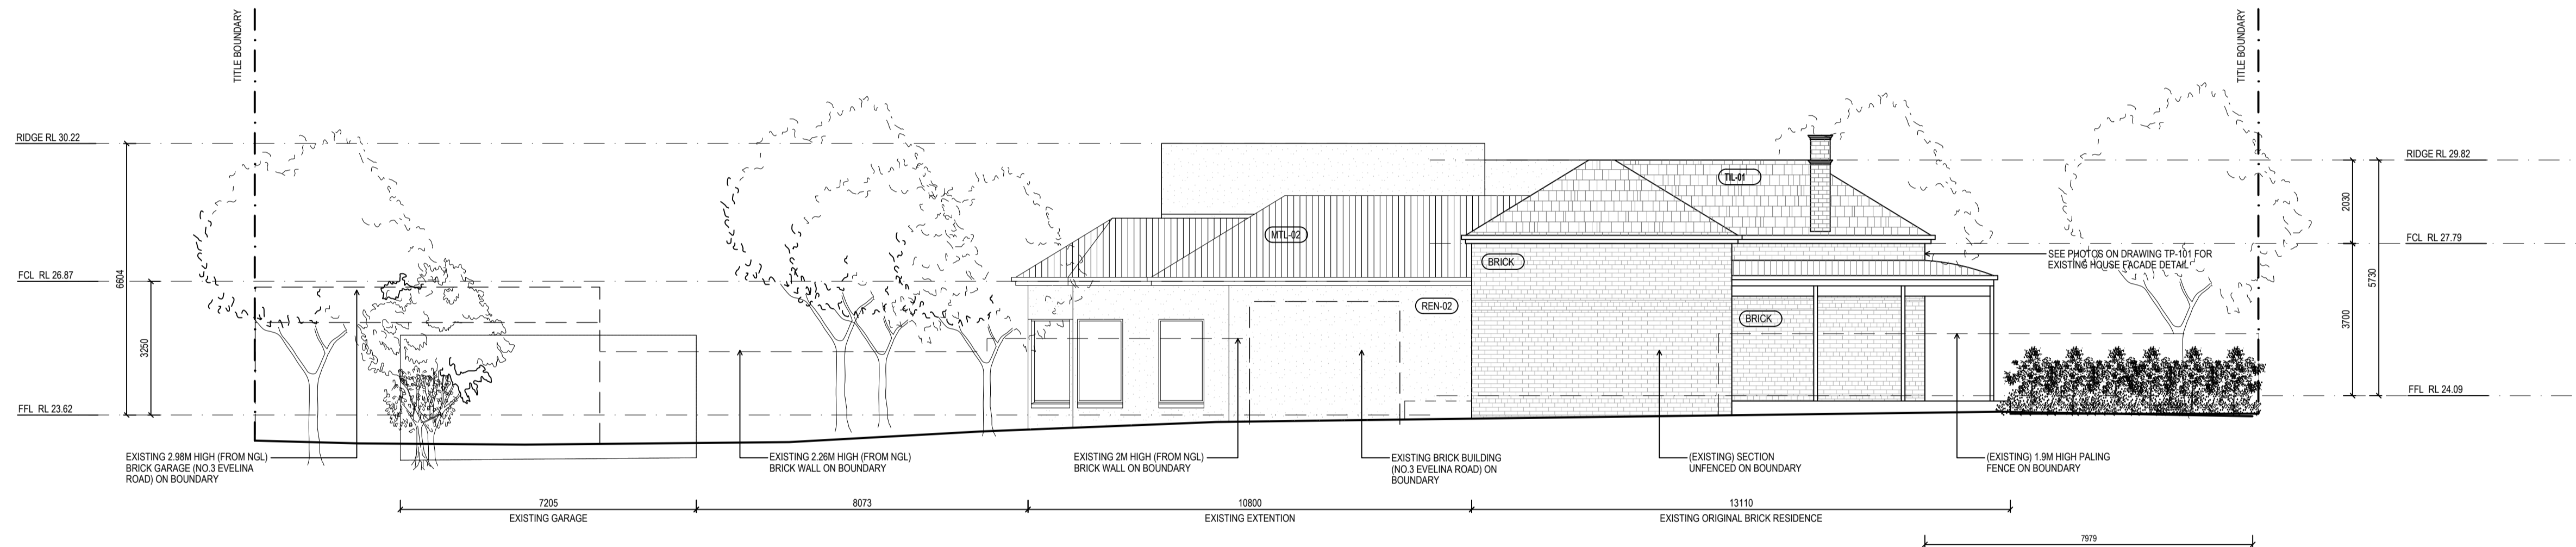 TITLE BOUNDARY
TITLE BOUNDARY
RIDGE RL 30.22
RIDGE RL 29.82
TIL-01
2030
MTL-02
FCL RL 27.79
BRICK
SEE PHOTOS ON DRAWING TP-101 FOR
EXISTING HOUSE FACADE DETAIL
FCL RL 26.87
6604
5730
REN-02
BRICK
3250
3700
FFL RL 24.09
FFL RL 23.62
EXISTING 2.98M HIGH (FROM NGL)
BRICK GARAGE (NO.3 EVELINA
ROAD) ON BOUNDARY
EXISTING 2.26M HIGH (FROM NGL)
BRICK WALL ON BOUNDARY
EXISTING 2M HIGH (FROM NGL)
BRICK WALL ON BOUNDARY
EXISTING BRICK BUILDING
(NO.3 EVELINA ROAD) ON
BOUNDARY
(EXISTING) SECTION
UNFENCED ON BOUNDARY
(EXISTING) 1.9M HIGH PALING
FENCE ON BOUNDARY
7205
EXISTING GARAGE
8073
10800
EXISTING EXTENTION
13110
EXISTING ORIGINAL BRICK RESIDENCE
7979